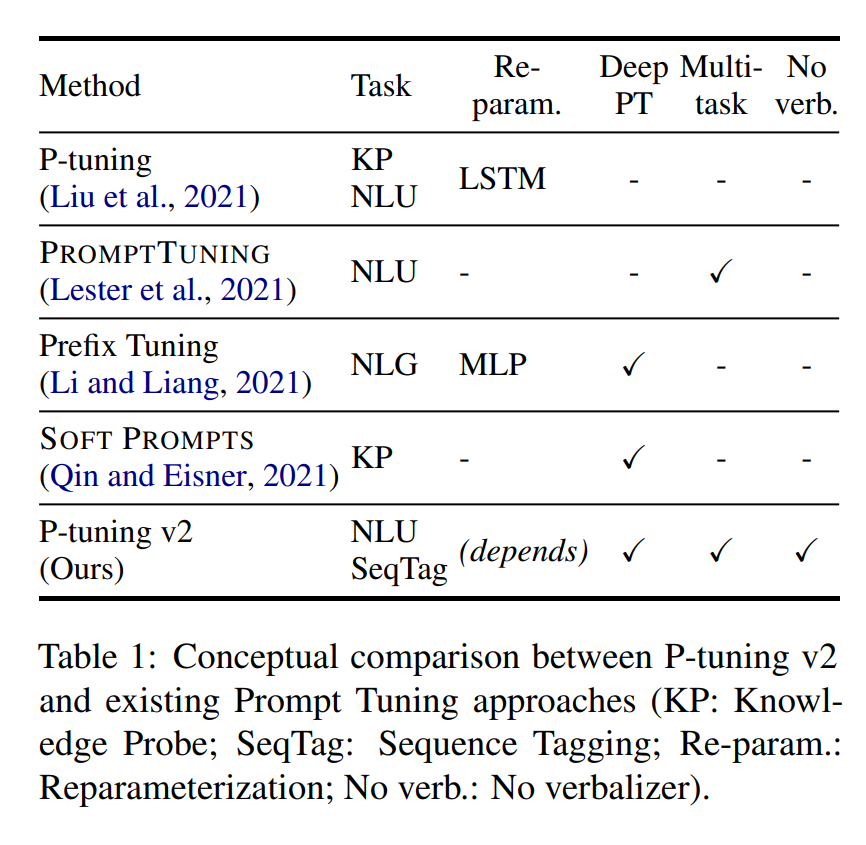 Method Task Re-param. Deep PT Multi-task No verb.
P-tuning (Liu et al., 2021) KP NLU LSTM - - -
PROMPTTUNING (Lester et al., 2021) NLU - - ✓ -
Prefix Tuning (Li and Liang, 2021) NLG MLP ✓ - -
SOFT PROMPTS (Qin and Eisner, 2021) KP - ✓ - -
P-tuning v2 (Ours) NLU SeqTag (depends) ✓ ✓ ✓
Table 1: Conceptual comparison between P-tuning v2
and existing Prompt Tuning approaches (KP: Knowl-
edge Probe; SeqTag: Sequence Tagging; Re-param.:
Reparameterization; No verb.: No verbalizer).